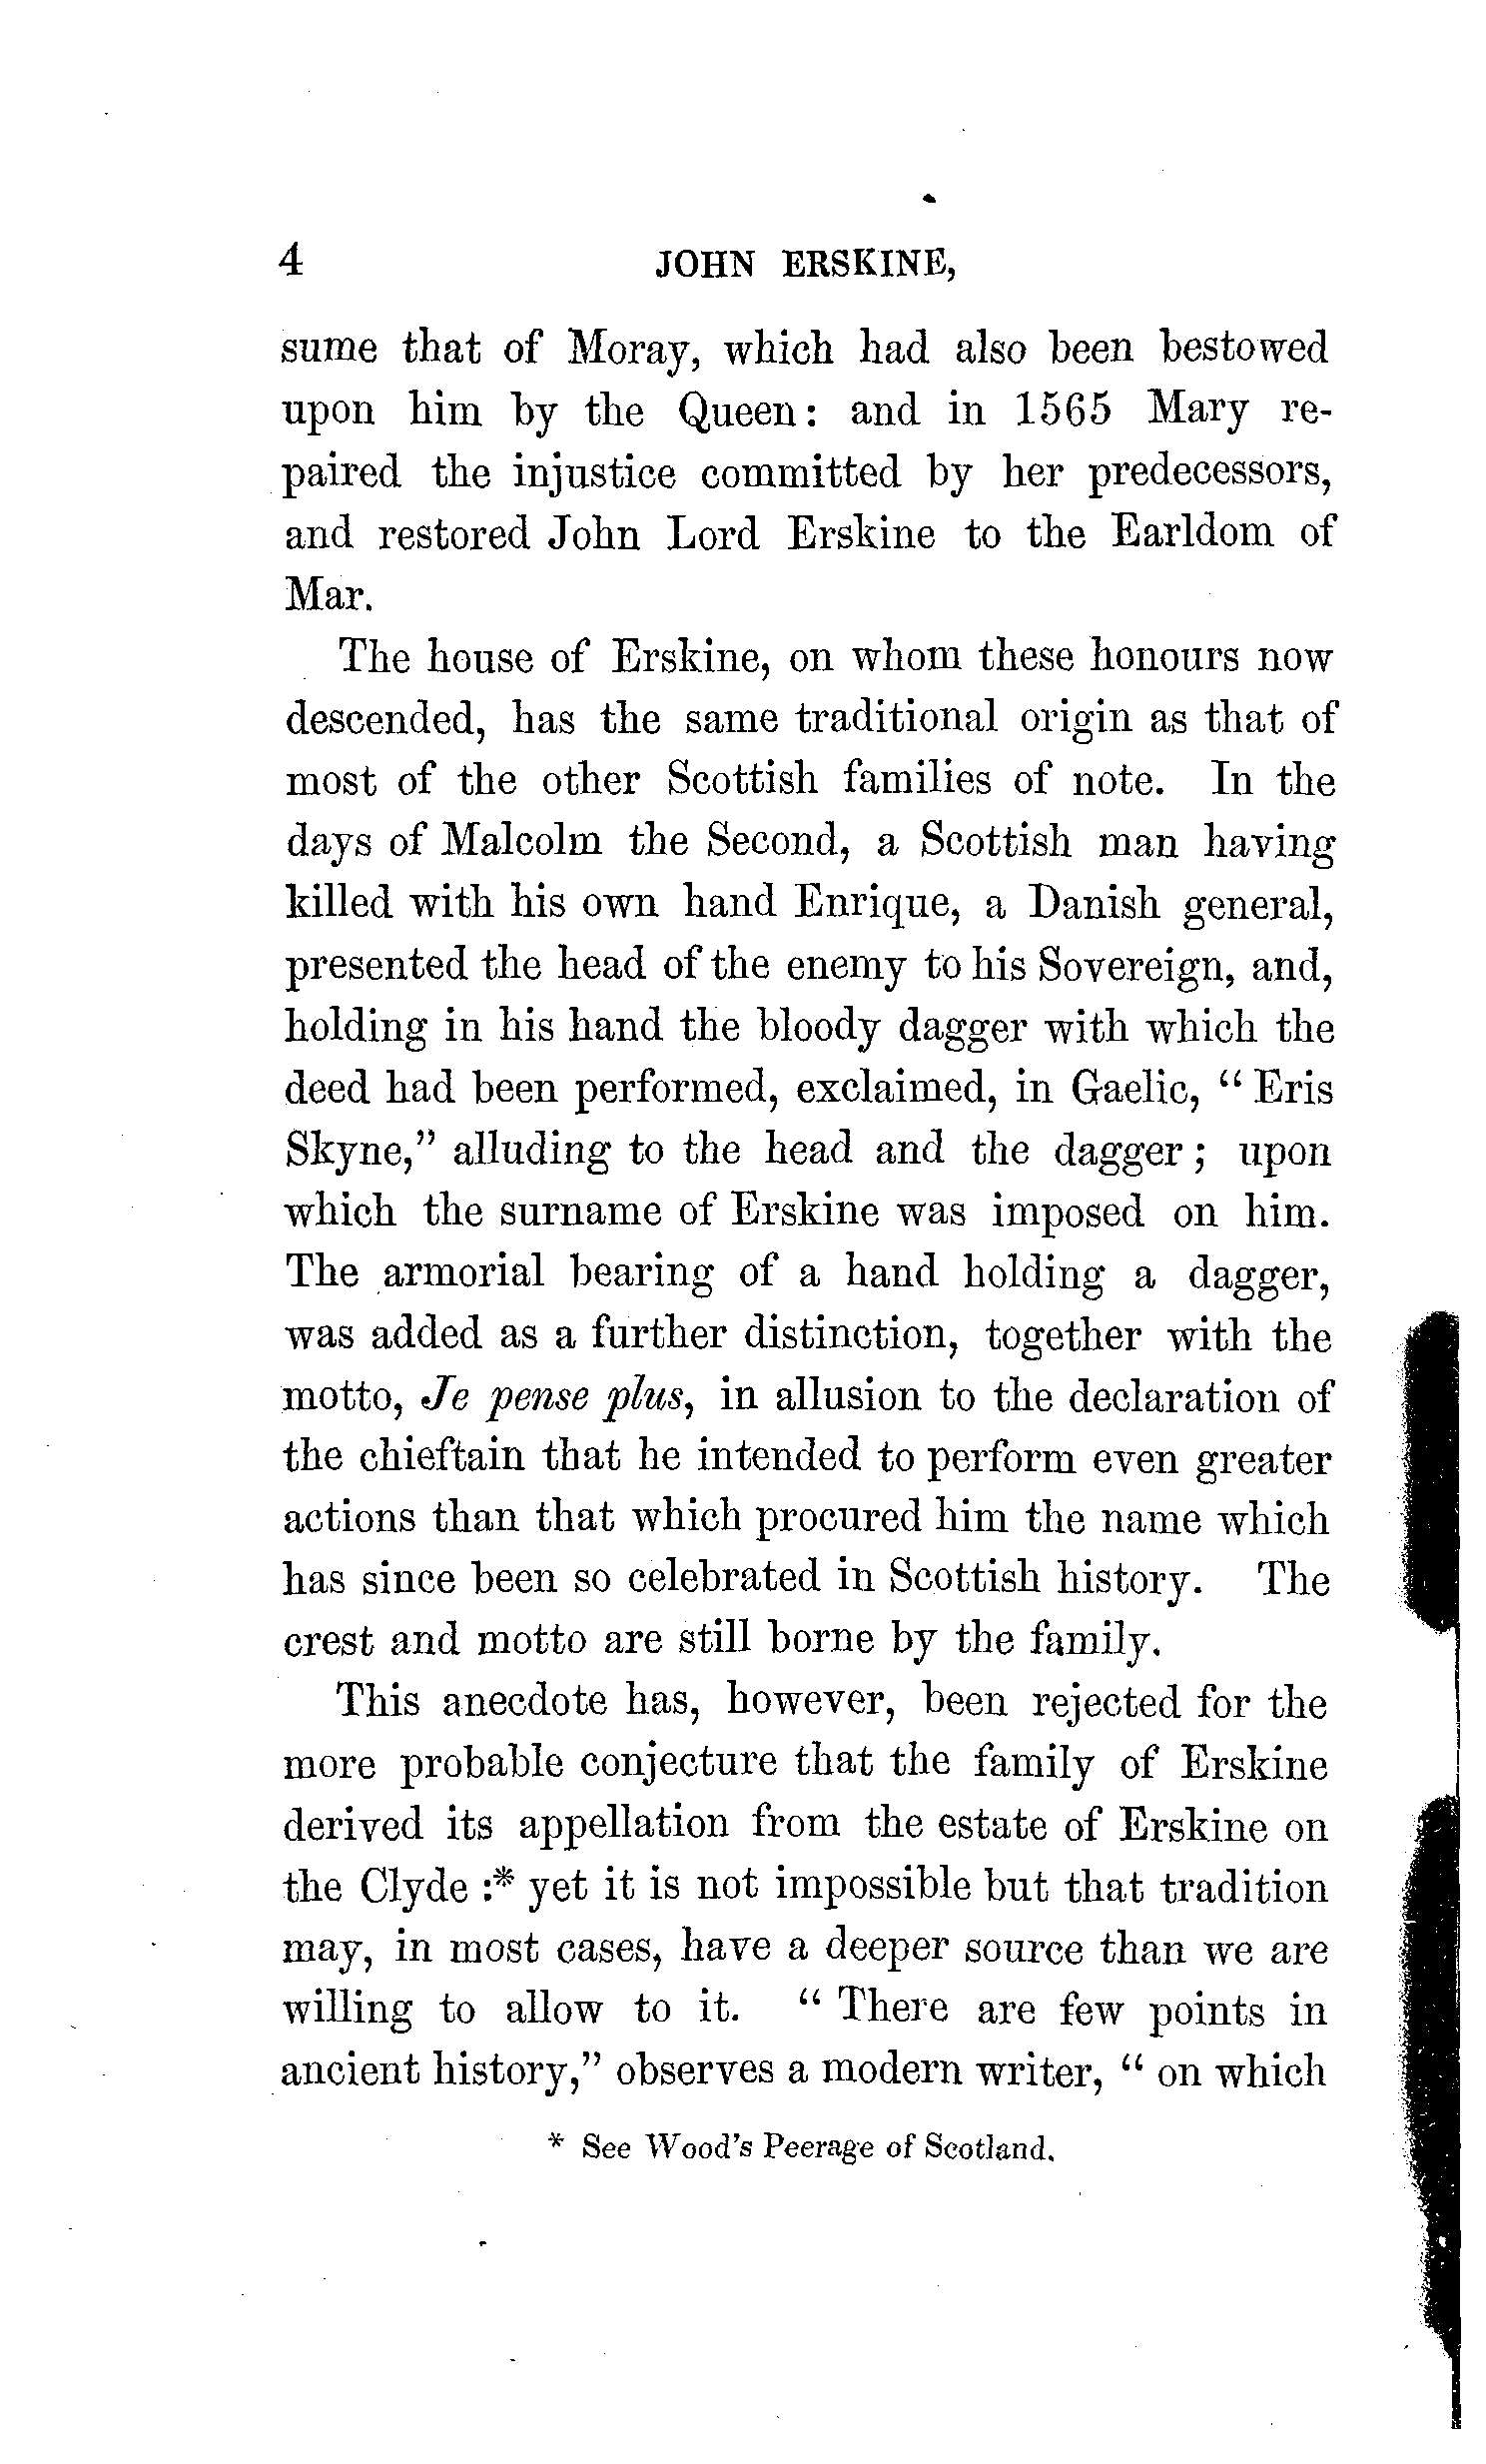 4 JOHN ERSKINE,
sume that of Moray, which had also been bestowed
upon him by the Queen: and in 1565 Mary re-
paired the injustice committed by her predecessors,
and restored John Lord Erskine to the Earldom of
Mar.
The house of Erskine, on whom these honours now
descended, has the same traditional origin as that of
most of the other Scottish families of note. In the
days of Malcolm the Second, a Scottish man having
killed with his own hand Enrique, a Danish general,
presented the head of the enemy to his Sovereign, and,
holding in his hand the bloody dagger with which the
deed had been performed, exclaimed, in Gaelic, “ Eris
Skyne,” alluding to the head and the dagger ; upon
which the surname of Erskine was imposed on him.
The armorial bearing of a hand holding a dagger,
was added as a further distinction, together with the
motto, Je pense plus, in allusion to the declaration of
the chieftain that he intended to perform even greater
actions than that which procured him the name which
has since been so celebrated in Scottish history. The
crest and motto are still borne by the family.
This anecdote has, however, been rejected for the
more probable conjecture that the family of Erskine
derived its appellation from the estate of Erskine on
the Clyde :* yet it is not impossible but that tradition
may, in most cases, have a deeper source than we are
willing to allow to it. “ There are few points in
ancient history,” observes a modern writer, “ on which
* See Wood’s Peerage of Scotland.